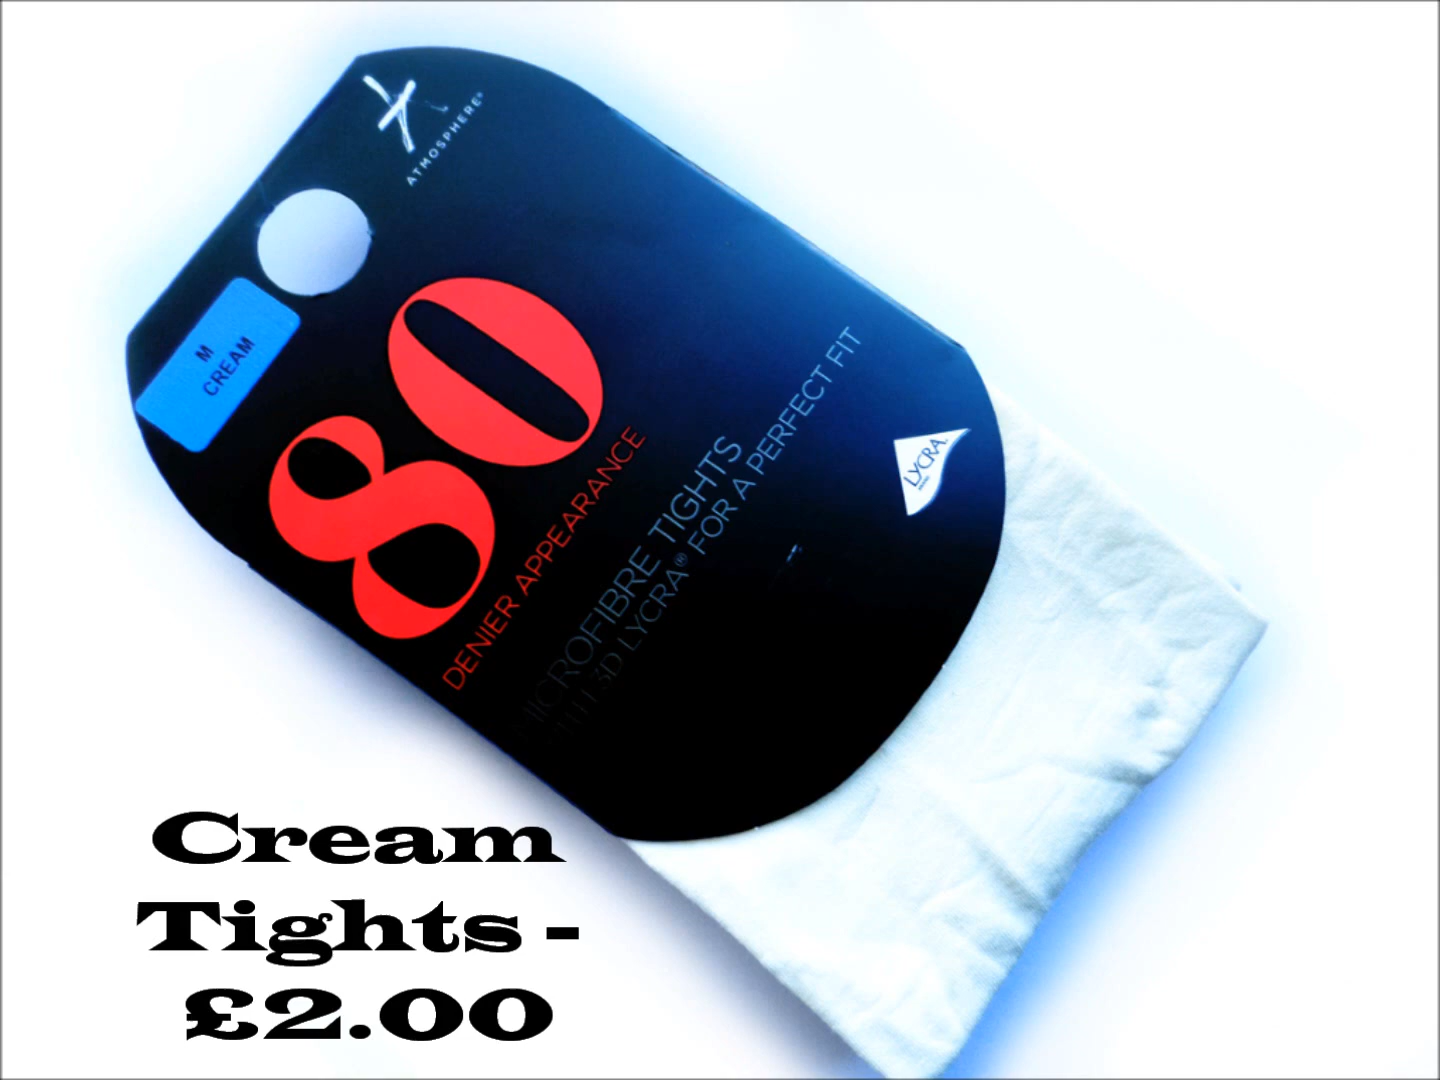 ATMOSPHERE®
M
CREAM
80
DENIER APPEARANCE
MICROFIBRE TIGHTS
WITH 3D LYCRA® FOR A PERFECT FIT
LYCRA
Cream
Tights -
£2.00